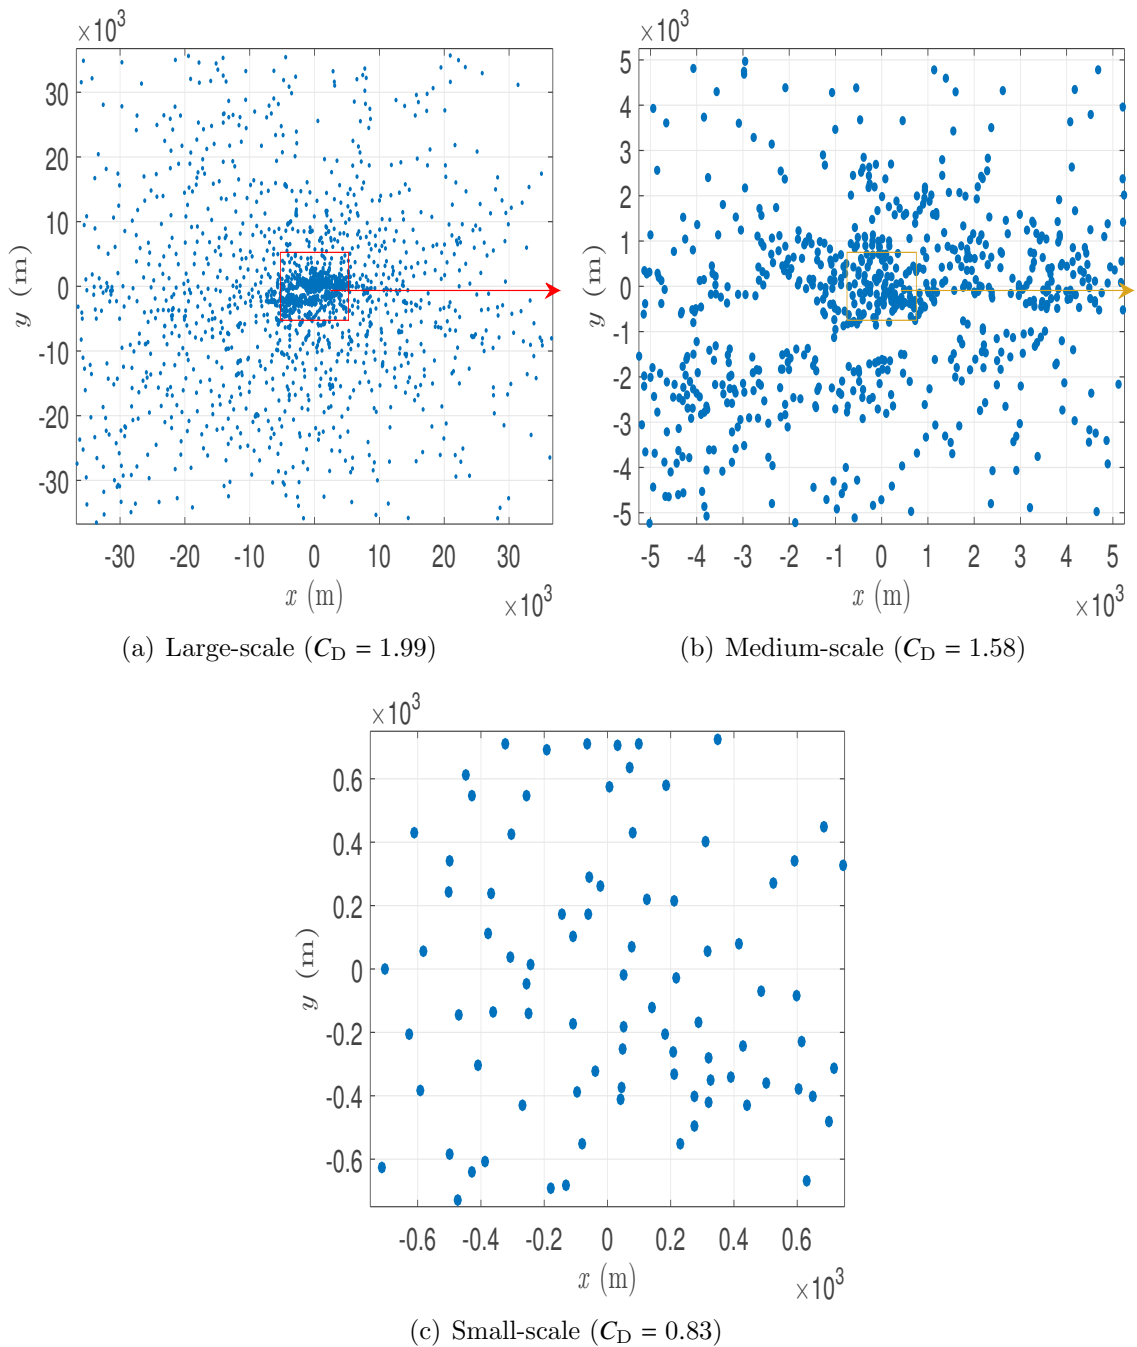 ×10³
30
20
10
0
-10
-20
-30
y (m)
-30 -20 -10 0 10 20 30
x (m)
×10³
(a) Large-scale (C_D = 1.99)
×10³
5
4
3
2
1
0
-1
-2
-3
-4
-5
y (m)
-5 -4 -3 -2 -1 0 1 2 3 4 5
x (m)
×10³
(b) Medium-scale (C_D = 1.58)
×10³
0.6
0.4
0.2
0
-0.2
-0.4
-0.6
y (m)
-0.6 -0.4 -0.2 0 0.2 0.4 0.6
x (m)
×10³
(c) Small-scale (C_D = 0.83)